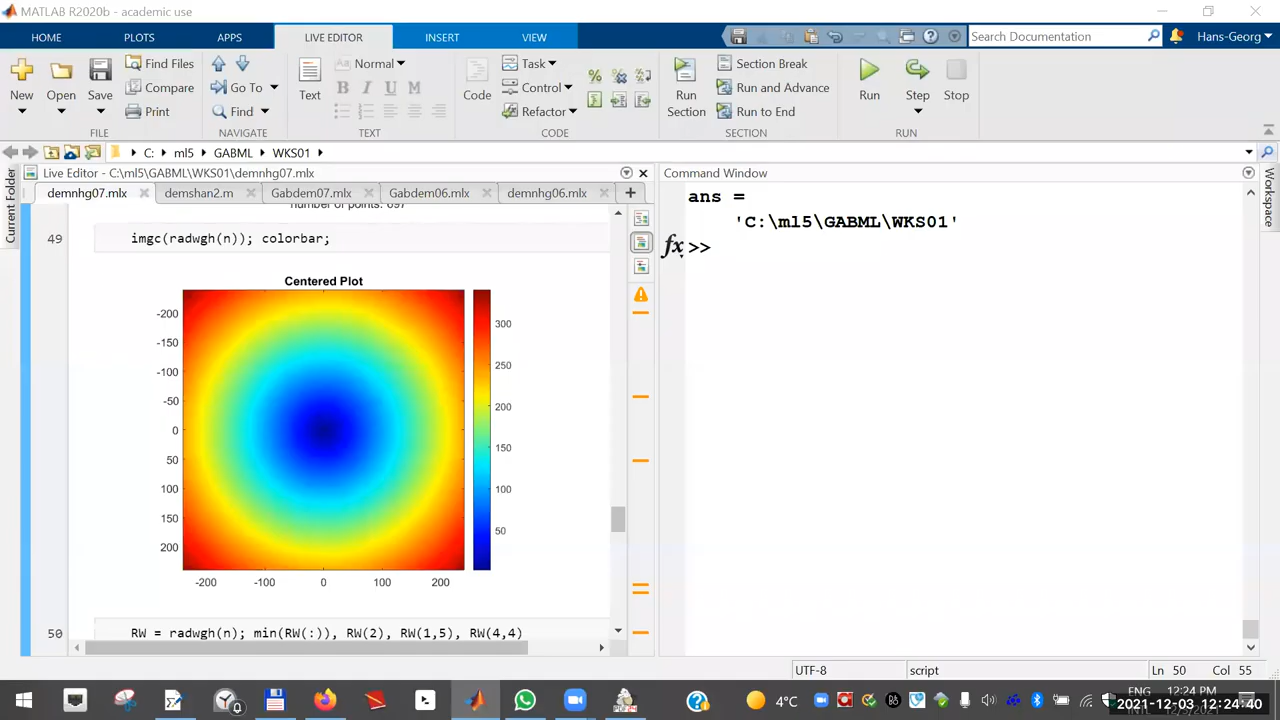 MATLAB R2020b - academic use
HOME PLOTS APPS LIVE EDITOR INSERT VIEW Search Documentation Hans-Georg
New Open Save Find Files Compare Print Go To Find Text Normal B I U M Code Task Control Refactor Run Section Section Break Run and Advance Run to End Run Step Stop
FILE NAVIGATE TEXT CODE SECTION RUN
C: ml5 GABML WKS01
Current Folder
Live Editor - C:\ml5\GABML\WKS01\demnhg07.mlx
demnhg07.mlx demshan2.m Gabdem07.mlx Gabdem06.mlx demnhg06.mlx
number of points: 697
49 imgc(radwgh(n)); colorbar;
Centered Plot
-200
-150
-100
-50
0
50
100
150
200
-200 -100 0 100 200
300
250
200
150
100
50
50 RW = radwgh(n); min(RW(:)), RW(2), RW(1,5), RW(4,4)
Command Window
ans =
'C:\ml5\GABML\WKS01'
fx >>
Workspace
UTF-8 script Ln 50 Col 55
4°C
ENG 12:24 PM
2021-12-03 12:24:40